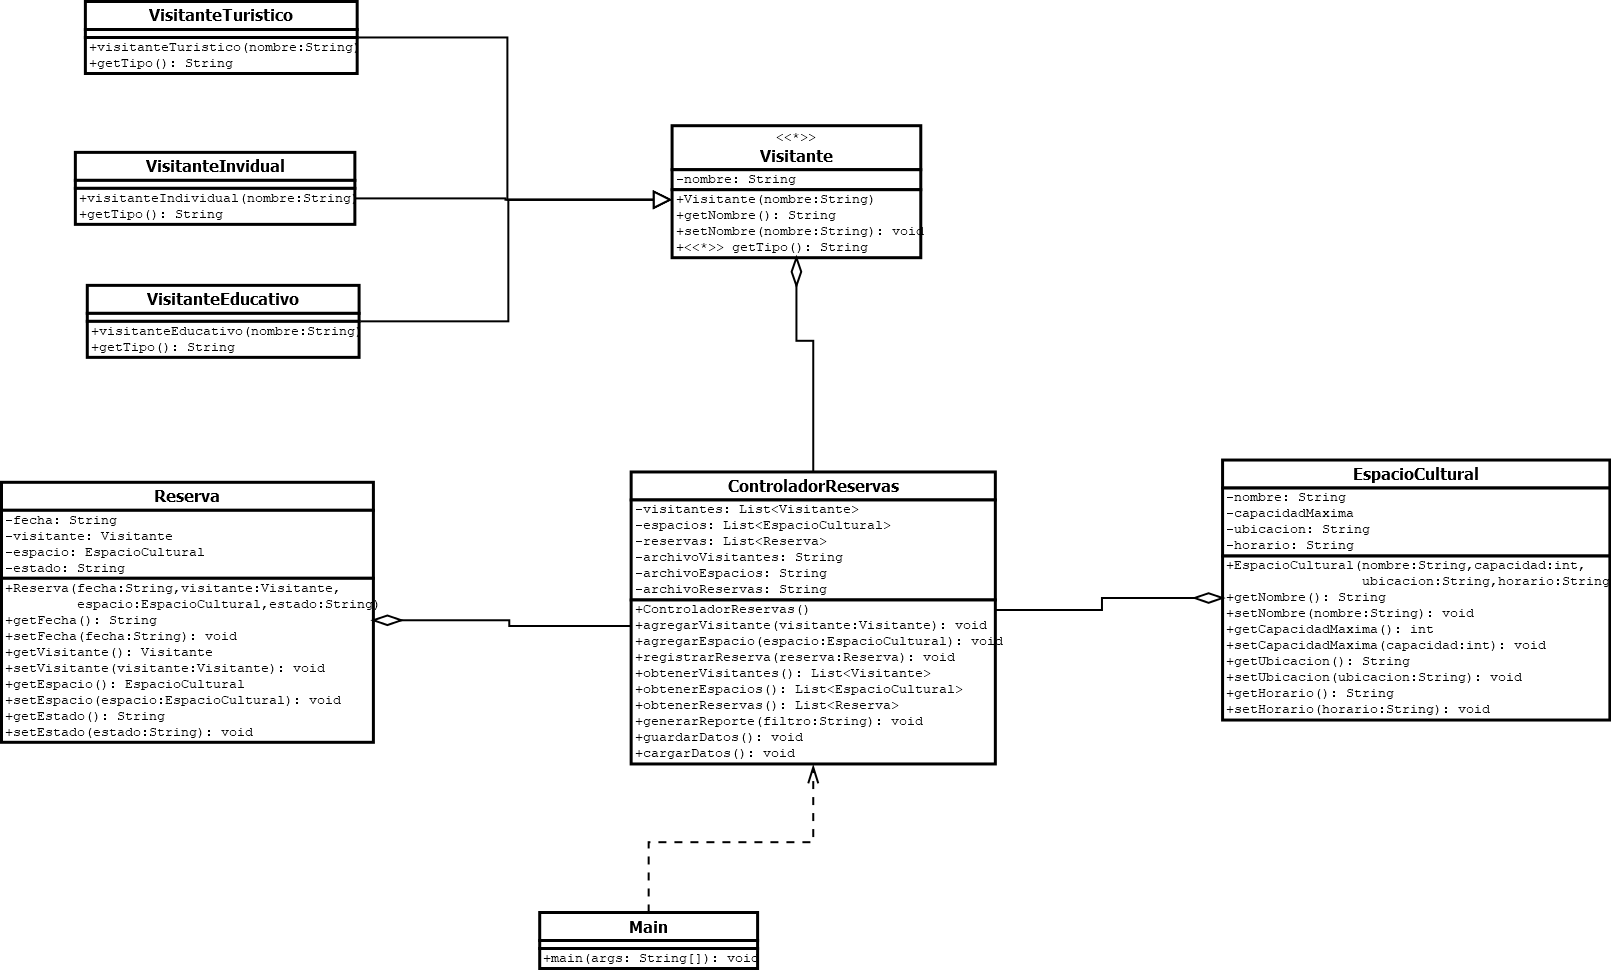 VisitanteTuristico
+visitanteTuristico(nombre:String)
+getTipo(): String
VisitanteInvidual
+visitanteIndividual(nombre:String)
+getTipo(): String
VisitanteEducativo
+visitanteEducativo(nombre:String)
+getTipo(): String
<<*>>
Visitante
-nombre: String
+Visitante(nombre:String)
+getNombre(): String
+setNombre(nombre:String): void
+<<*>> getTipo(): String
Reserva
-fecha: String
-visitante: Visitante
-espacio: EspacioCultural
-estado: String
+Reserva(fecha:String,visitante:Visitante,
espacio:EspacioCultural,estado:String)
+getFecha(): String
+setFecha(fecha:String): void
+getVisitante(): Visitante
+setVisitante(visitante:Visitante): void
+getEspacio(): EspacioCultural
+setEspacio(espacio:EspacioCultural): void
+getEstado(): String
+setEstado(estado:String): void
ControladorReservas
-visitantes: List<Visitante>
-espacios: List<EspacioCultural>
-reservas: List<Reserva>
-archivoVisitantes: String
-archivoEspacios: String
-archivoReservas: String
+ControladorReservas()
+agregarVisitante(visitante:Visitante): void
+agregarEspacio(espacio:EspacioCultural): void
+registrarReserva(reserva:Reserva): void
+obtenerVisitantes(): List<Visitante>
+obtenerEspacios(): List<EspacioCultural>
+obtenerReservas(): List<Reserva>
+generarReporte(filtro:String): void
+guardarDatos(): void
+cargarDatos(): void
EspacioCultural
-nombre: String
-capacidadMaxima
-ubicacion: String
-horario: String
+EspacioCultural(nombre:String,capacidad:int,
ubicacion:String,horario:String
+getNombre(): String
+setNombre(nombre:String): void
+getCapacidadMaxima(): int
+setCapacidadMaxima(capacidad:int): void
+getUbicacion(): String
+setUbicacion(ubicacion:String): void
+getHorario(): String
+setHorario(horario:String): void
Main
+main(args: String[]): void